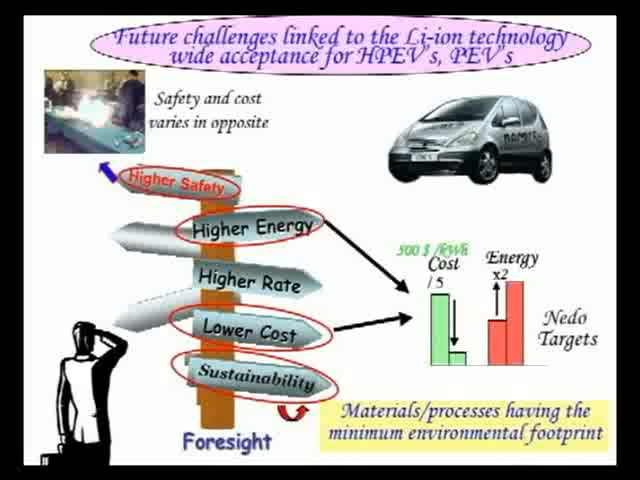 Future challenges linked to the Li-ion technology
wide acceptance for HPEV's, PEV's
Safety and cost
varies in opposite
Higher Safety
Higher Energy
Higher Rate
Lower Cost
Sustainability
Foresight
500 $ /kWh
Cost
/ 5
Energy
x2
Nedo
Targets
Materials/processes having the
minimum environmental footprint